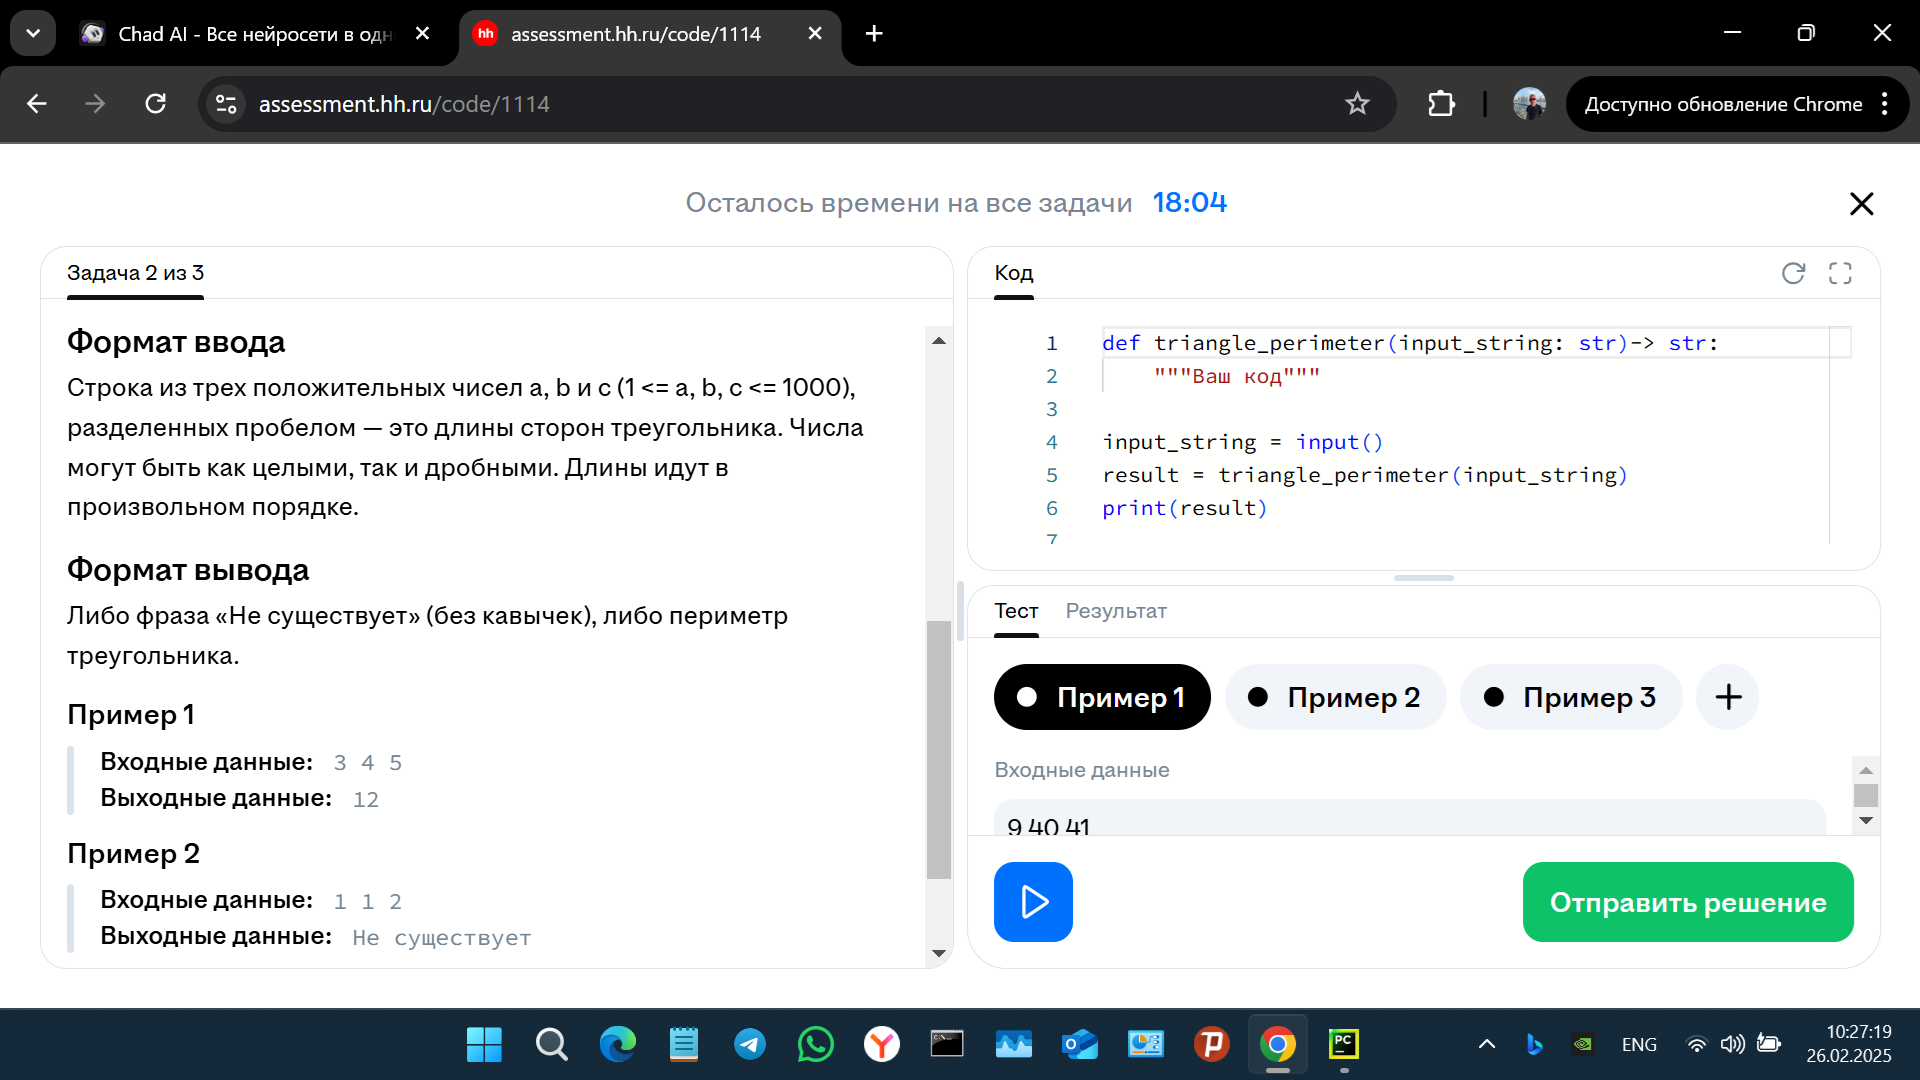 Chad AI - Все нейросети в одн
hh
assessment.hh.ru/code/1114
assessment.hh.ru/code/1114
Доступно обновление Chrome
Осталось времени на все задачи 18:04
Задача 2 из 3
Формат ввода
Строка из трех положительных чисел a, b и c (1 <= a, b, c <= 1000),
разделенных пробелом — это длины сторон треугольника. Числа
могут быть как целыми, так и дробными. Длины идут в
произвольном порядке.
Формат вывода
Либо фраза «Не существует» (без кавычек), либо периметр
треугольника.
Пример 1
Входные данные: 3 4 5
Выходные данные: 12
Пример 2
Входные данные: 1 1 2
Выходные данные: Не существует
Код
1 def triangle_perimeter(input_string: str)-> str:
2 """Ваш код"""
3
4 input_string = input()
5 result = triangle_perimeter(input_string)
6 print(result)
7
Тест Результат
Пример 1 Пример 2 Пример 3
Входные данные
9 40 41
Отправить решение
PC
ENG
10:27:19
26.02.2025